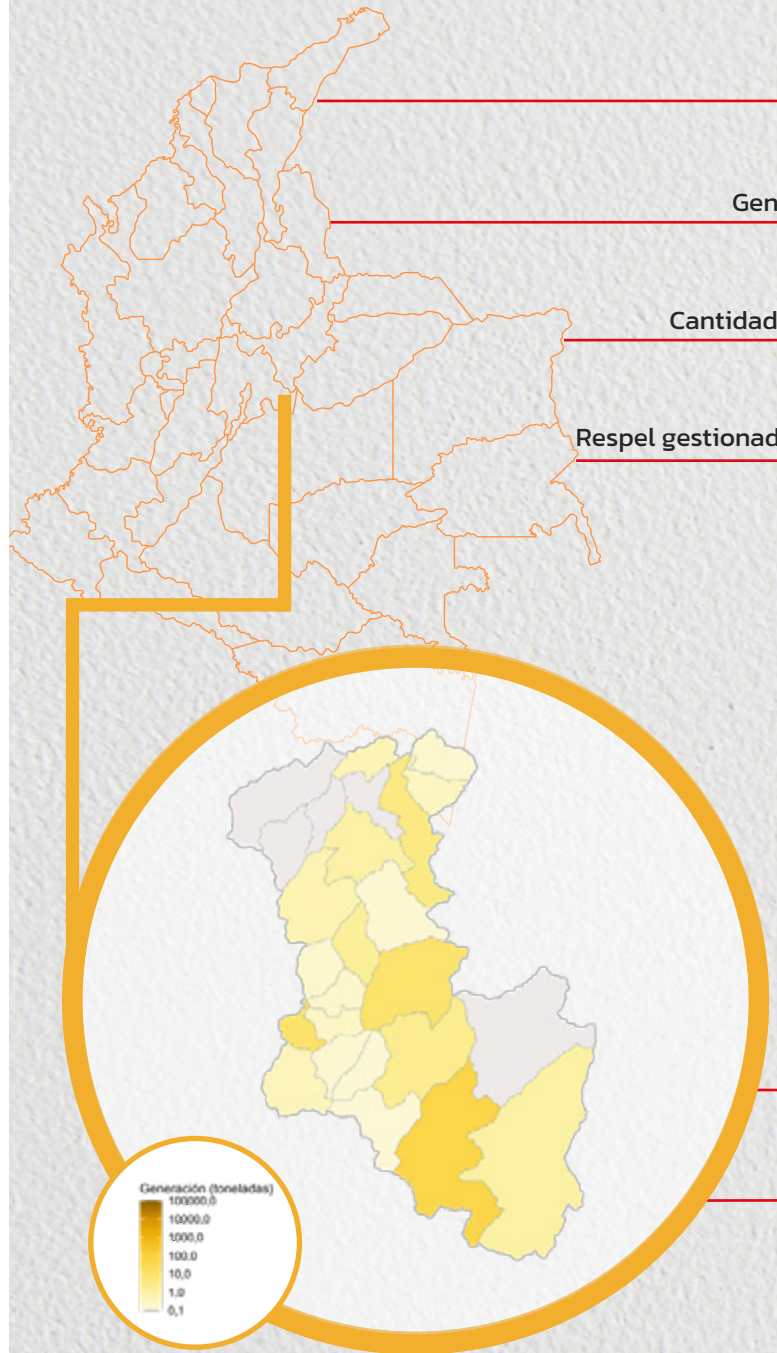 Gen
Cantidad
Respel gestionad
Generación (toneladas)
100000,0
10000,0
1000,0
100,0
10,0
1,0
0,1